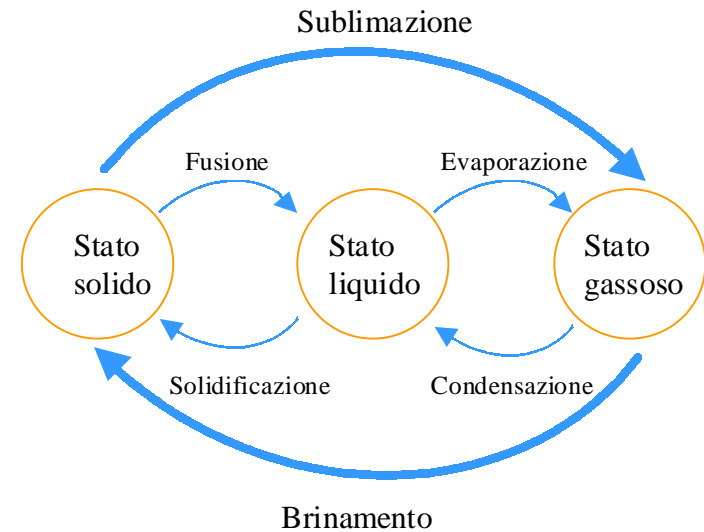 Sublimazione
Fusione
Evaporazione
Stato
solido
Stato
liquido
Stato
gassoso
Solidificazione
Condensazione
Brinamento